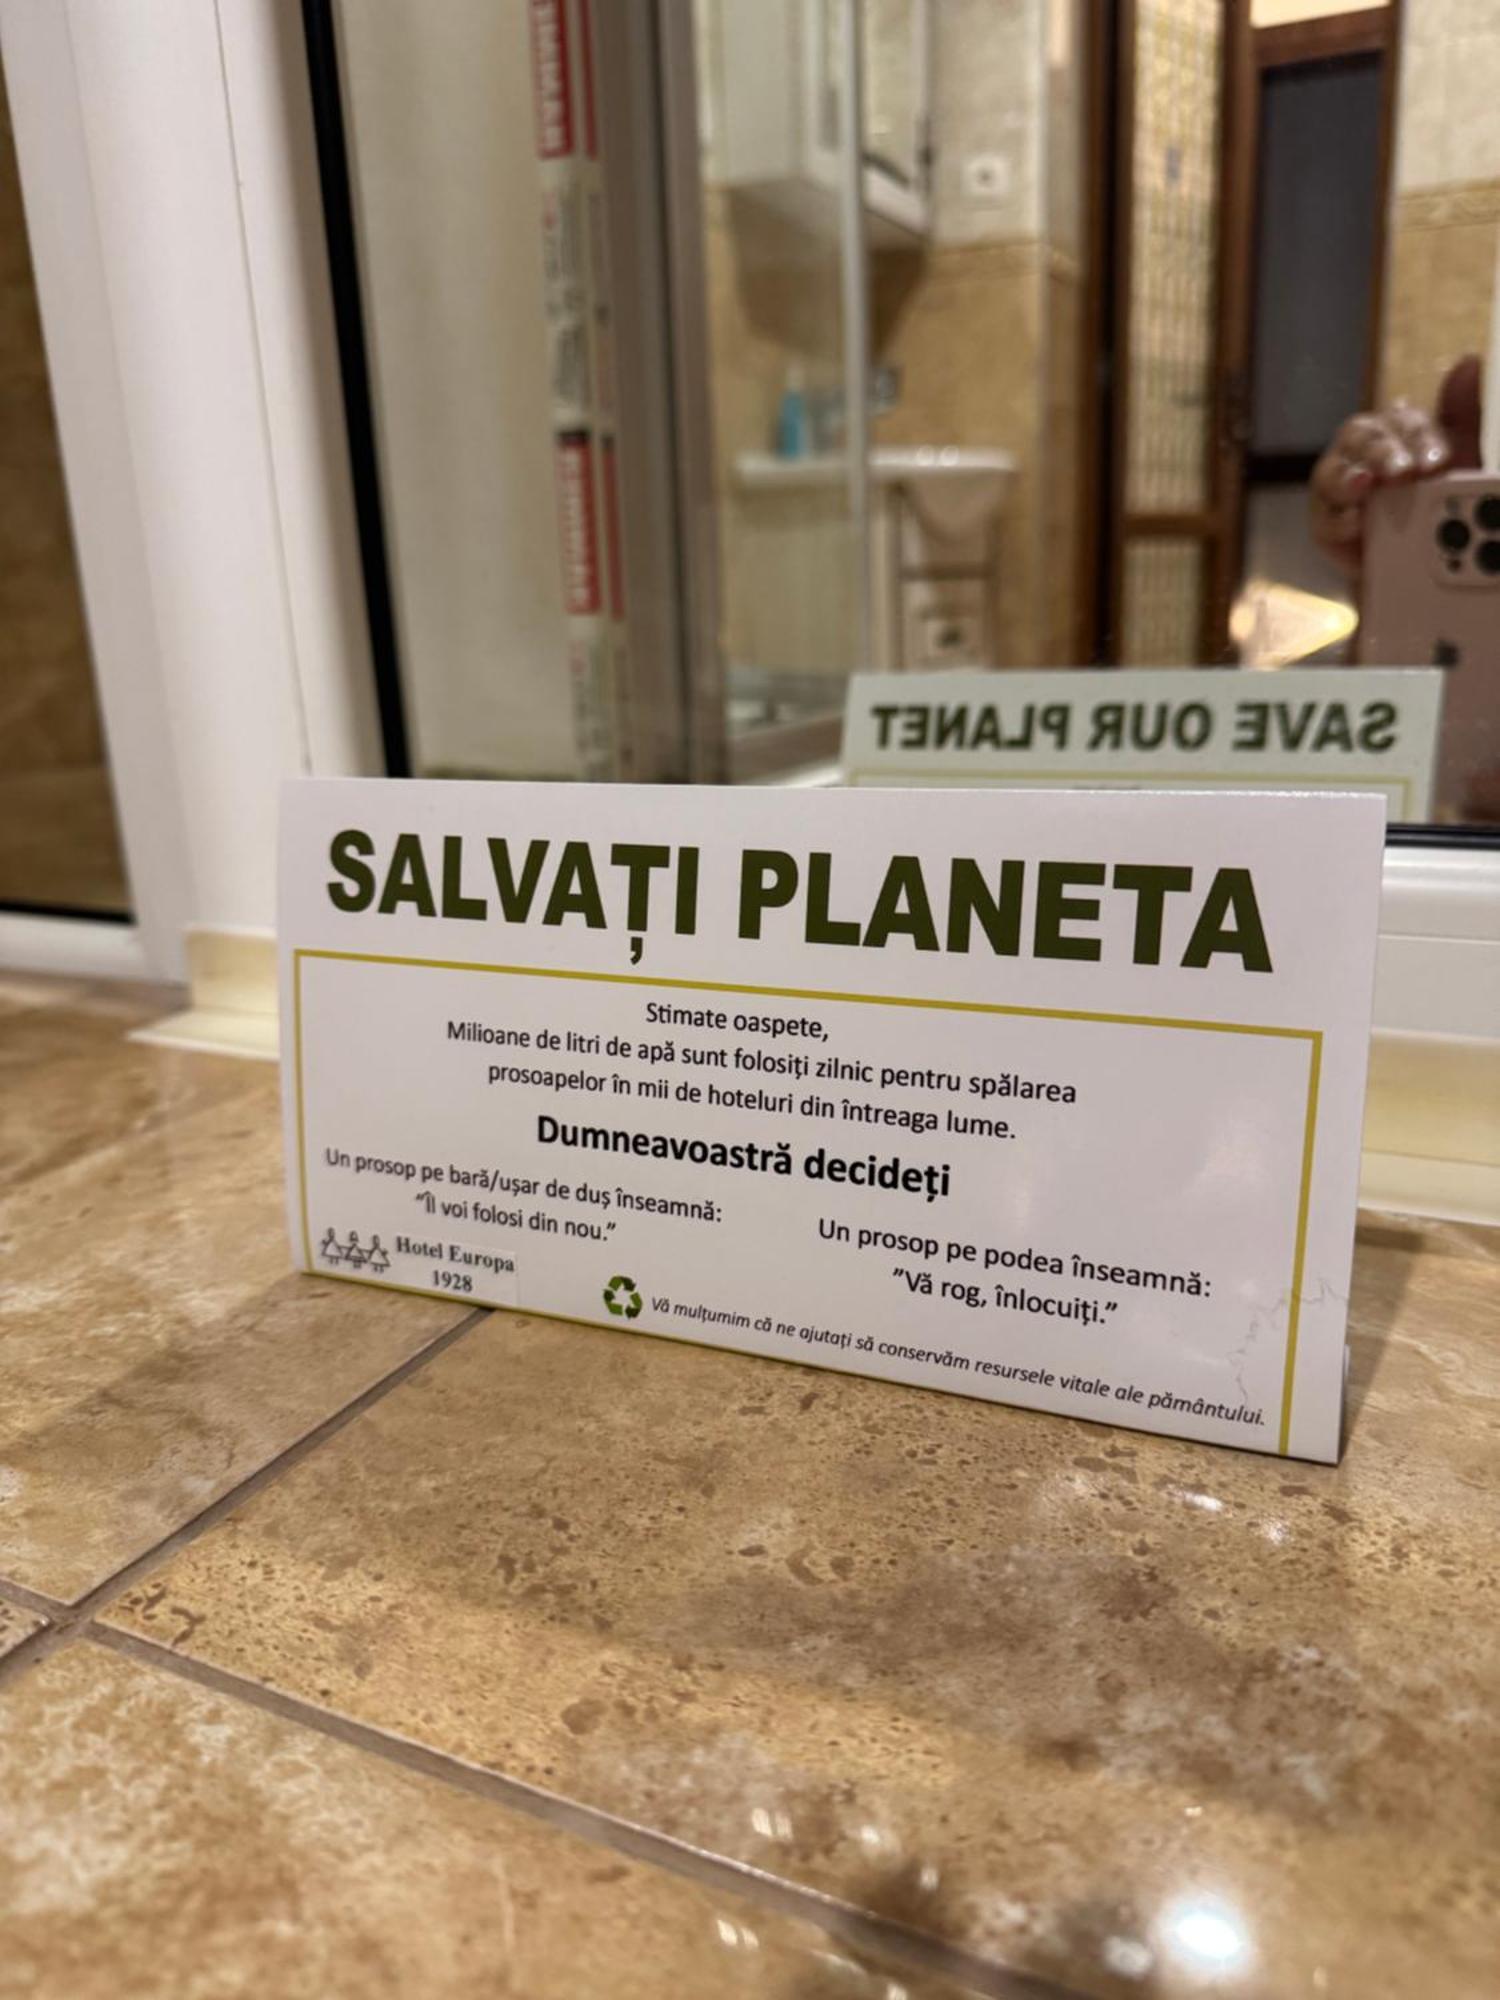 SAVE OUR PLANET
SALVAȚI PLANETA
Stimate oaspete,
Milioane de litri de apă sunt folosiți zilnic pentru spălarea
prosoapelor în mii de hoteluri din întreaga lume.
Dumneavoastră decideți
Un prosop pe bară/ușar de duș înseamnă:
"Îl voi folosi din nou."
Un prosop pe podea înseamnă:
"Vă rog, înlocuiți."
Hotel Europa
1928
Vă mulțumim că ne ajutați să conservăm resursele vitale ale pământului.